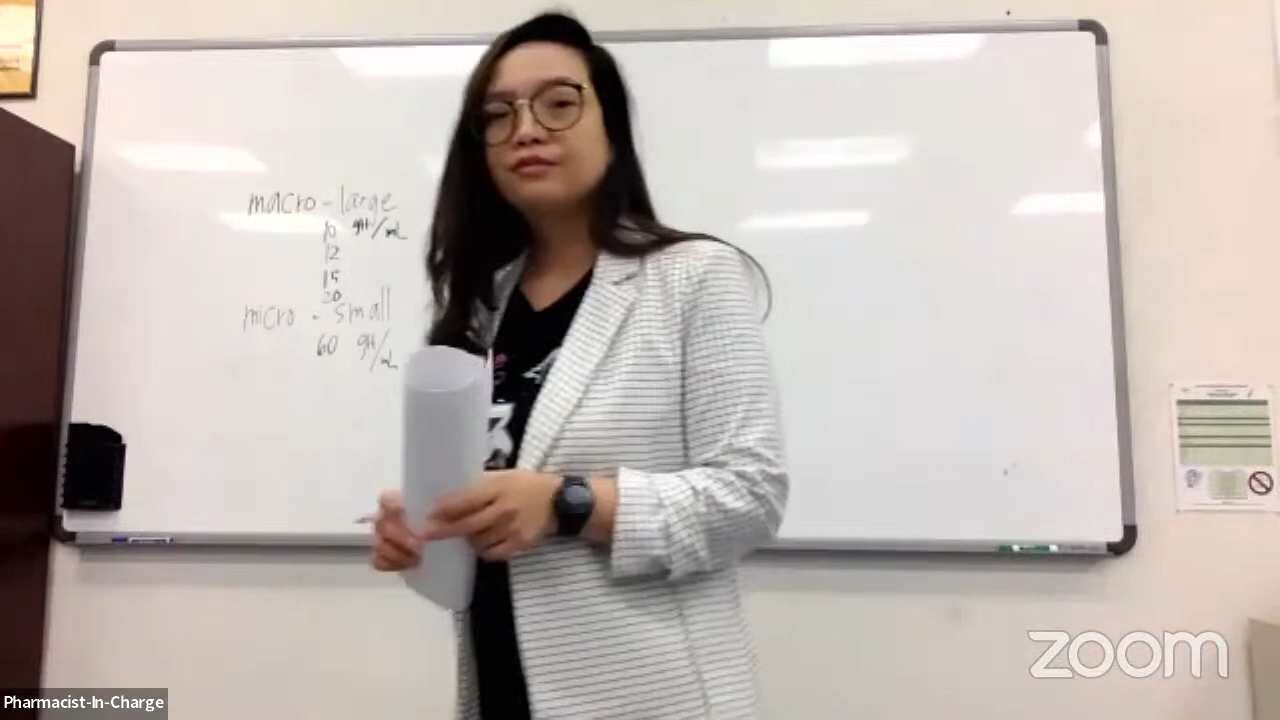 macro - large
10 gtt/mL
12
15
20
micro - small
60 gtt/mL
zoom
Pharmacist-In-Charge